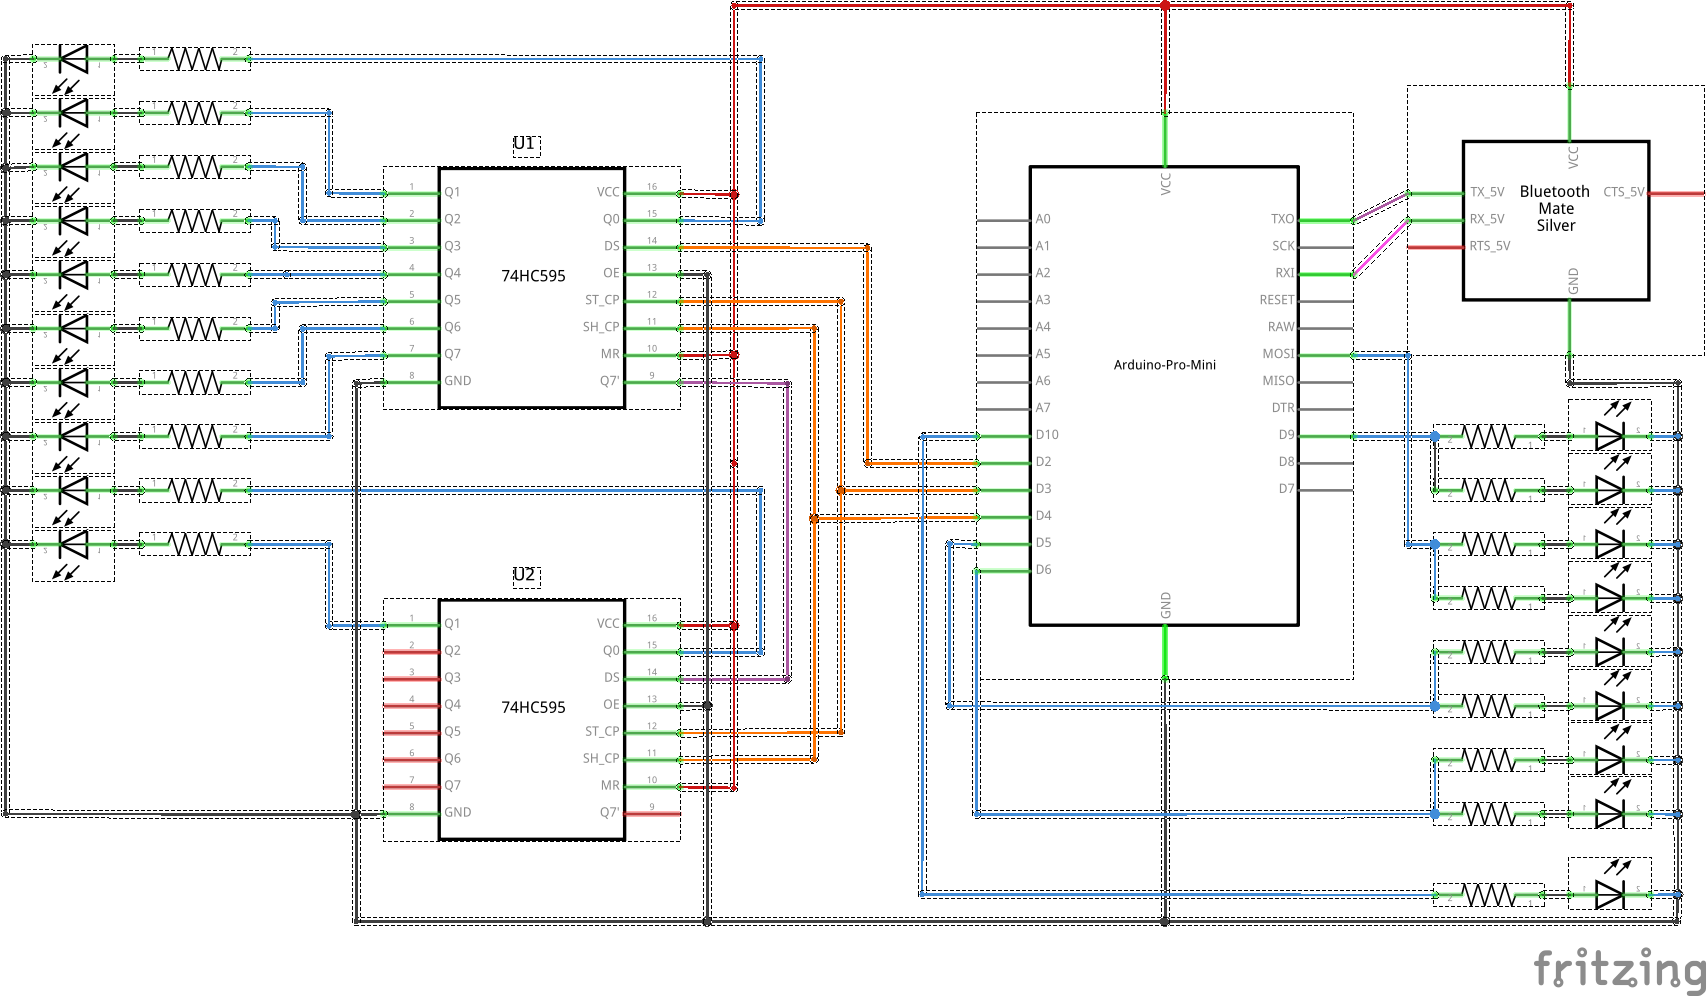 U1
74HC595
1 Q1
2 Q2
3 Q3
4 Q4
5 Q5
6 Q6
7 Q7
8 GND
VCC 16
Q0 15
DS 14
OE 13
ST_CP 12
SH_CP 11
MR 10
Q7' 9
U2
74HC595
1 Q1
2 Q2
3 Q3
4 Q4
5 Q5
6 Q6
7 Q7
8 GND
VCC 16
Q0 15
DS 14
OE 13
ST_CP 12
SH_CP 11
MR 10
Q7' 9
Arduino-Pro-Mini
VCC
A0
A1
A2
A3
A4
A5
A6
A7
D10
D2
D3
D4
D5
D6
TXO
SCK
RXI
RESET
RAW
MOSI
MISO
DTR
D9
D8
D7
GND
VCC
TX_5V
RX_5V
RTS_5V
Bluetooth
Mate
Silver
CTS_5V
GND
fritzing